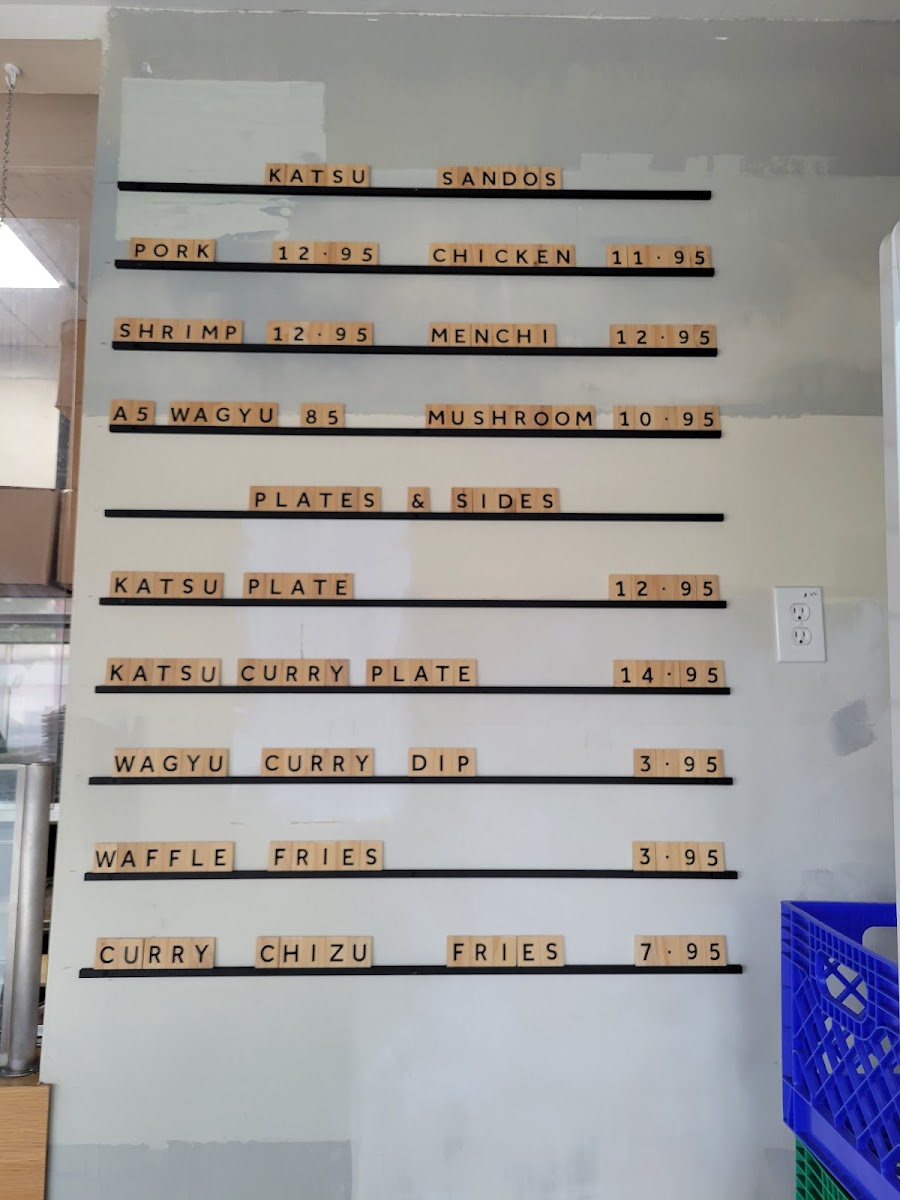 KATSU SANDOS
PORK 12·95 CHICKEN 11·95
SHRIMP 12·95 MENCHI 12·95
A5 WAGYU 85 MUSHROOM 10·95
PLATES & SIDES
KATSU PLATE 12·95
KATSU CURRY PLATE 14·95
WAGYU CURRY DIP 3·95
WAFFLE FRIES 3·95
CURRY CHIZU FRIES 7·95